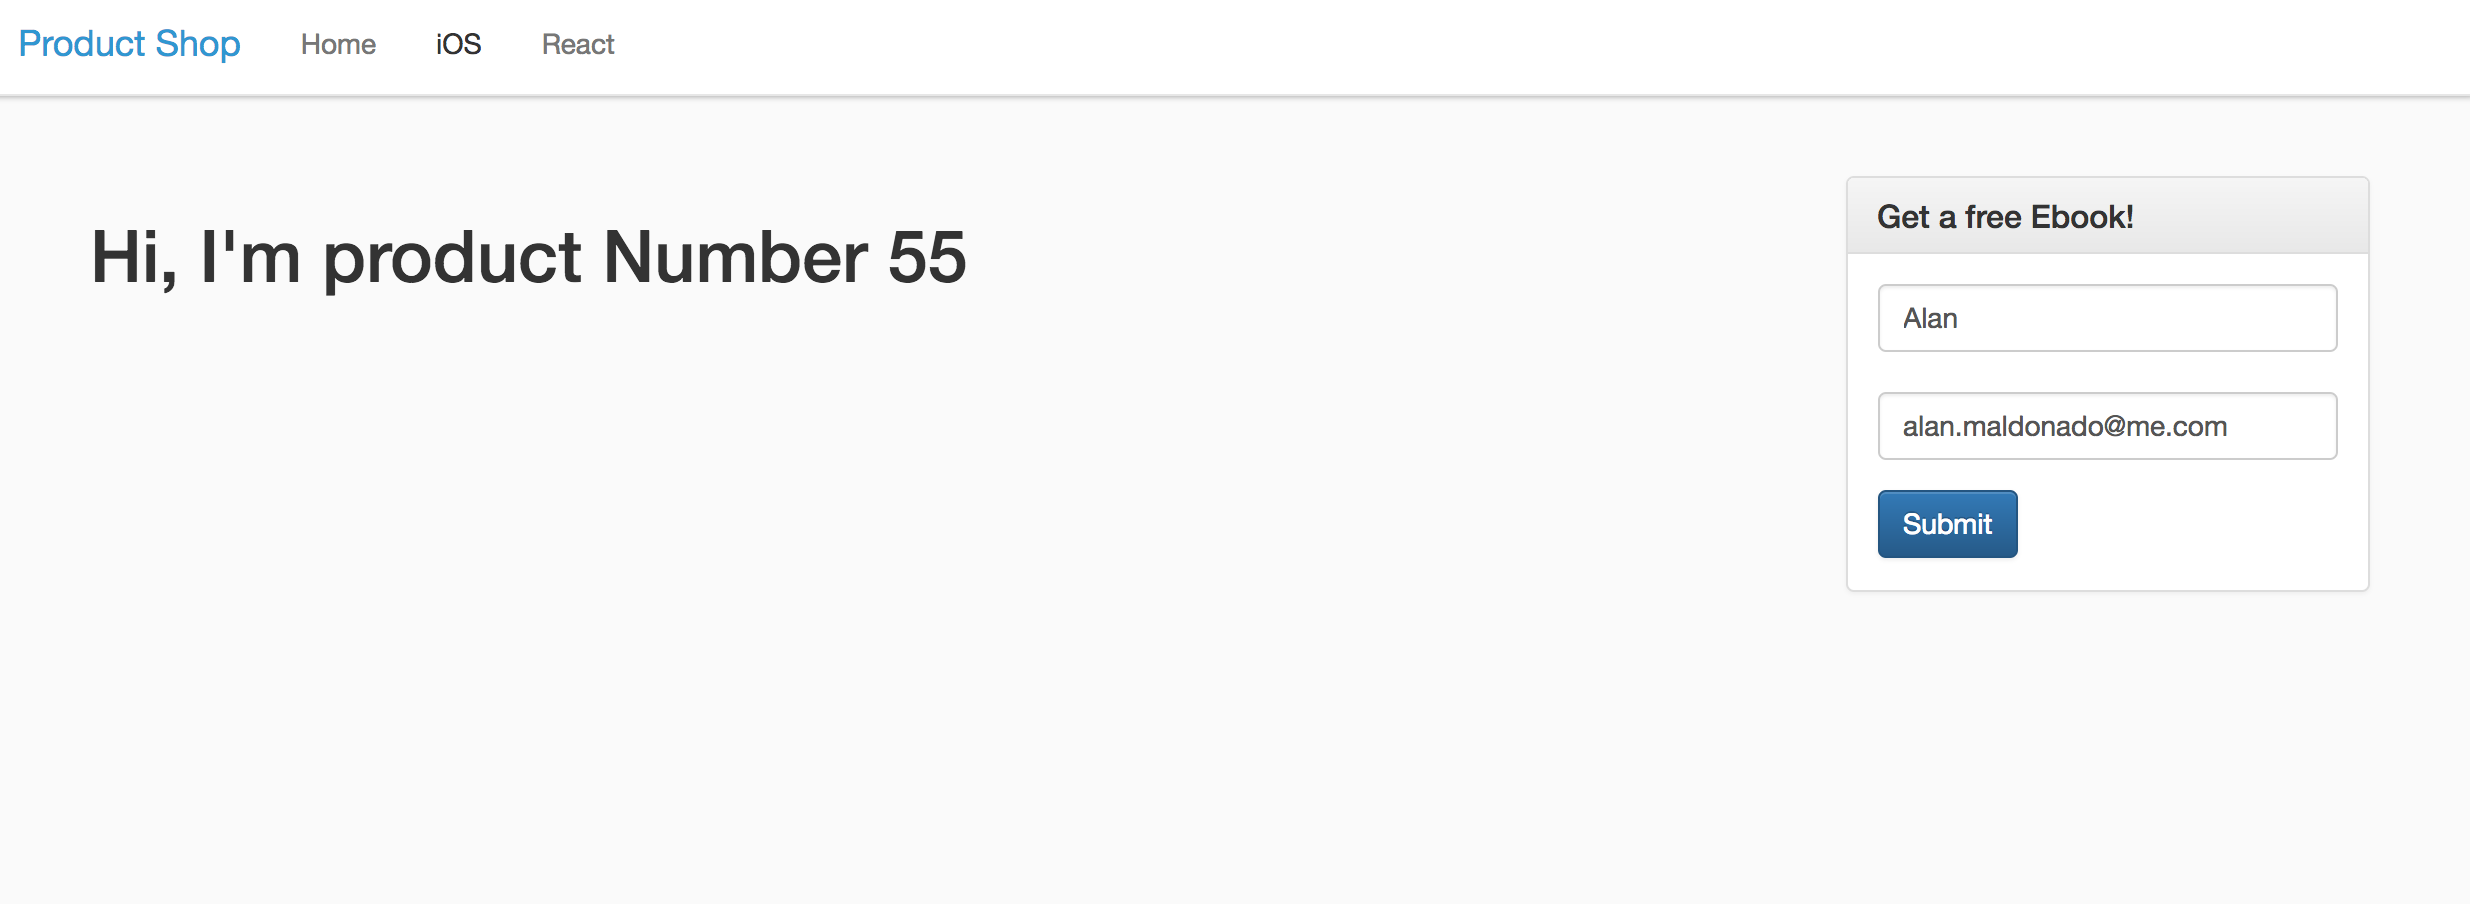 Product Shop Home iOS React
Hi, I'm product Number 55
Get a free Ebook!
Alan
alan.maldonado@me.com
Submit